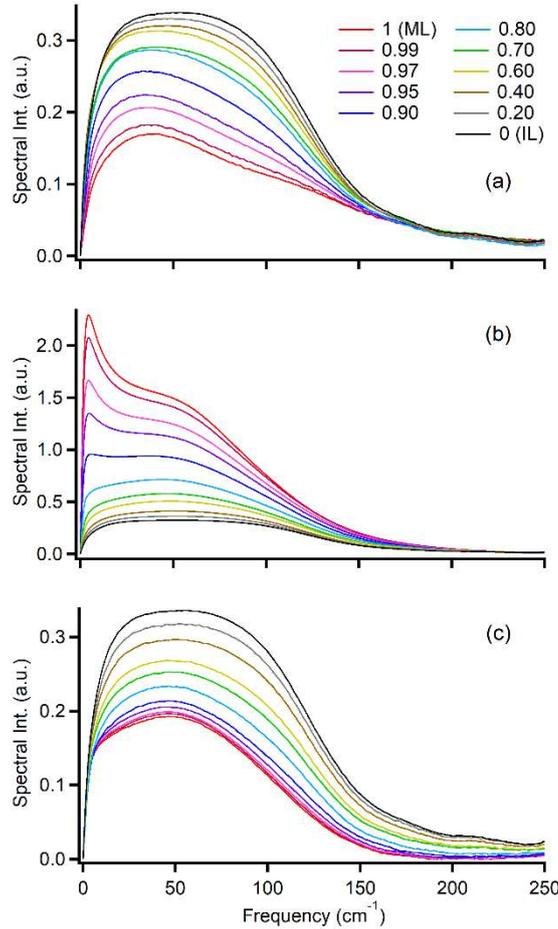 0.3
0.2
0.1
0.0
Spectral Int. (a.u.)
1 (ML) 0.80
0.99 0.70
0.97 0.60
0.95 0.40
0.90 0.20
0 (IL)
(a)
2.0
1.5
1.0
0.5
0.0
Spectral Int. (a.u.)
(b)
0.3
0.2
0.1
0.0
Spectral Int. (a.u.)
(c)
0 50 100 150 200 250
Frequency (cm⁻¹)